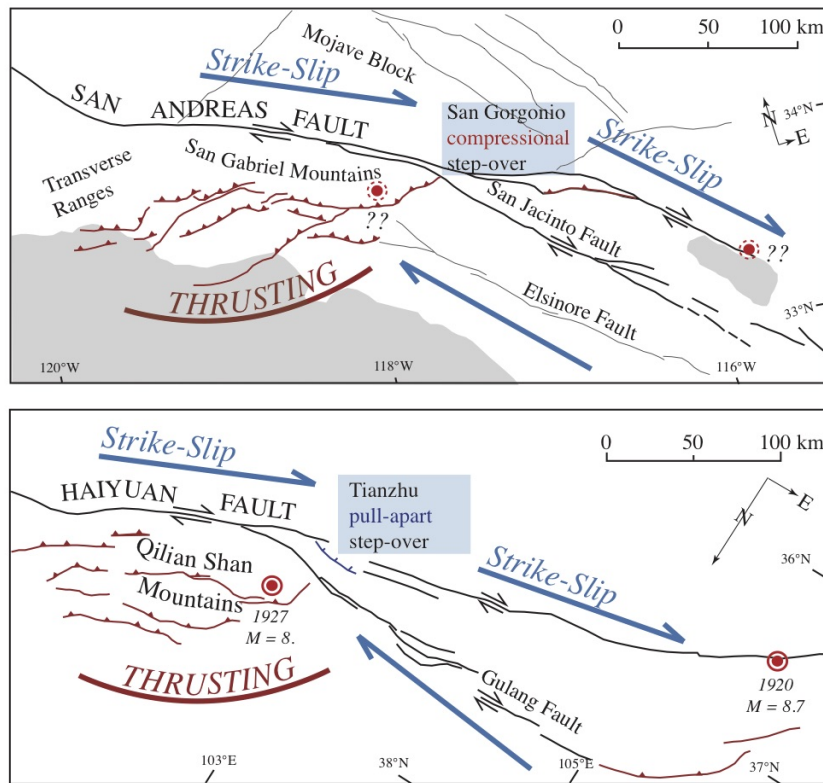 0 50 100 km
Mojave Block
Strike-Slip
SAN ANDREAS FAULT
San Gorgonio
compressional
step-over
34°N
N
E
Strike-Slip
San Gabriel Mountains
Transverse
Ranges
??
San Jacinto Fault
??
THRUSTING
Elsinore Fault
33°N
120°W
118°W
116°W
Strike-Slip
0 50 100 km
HAIYUAN FAULT
Tianzhu
pull-apart
step-over
N
E
Qilian Shan
Mountains
36°N
Strike-Slip
1927
M = 8.
THRUSTING
Gulang Fault
1920
M = 8.7
103°E
38°N
105°E
37°N